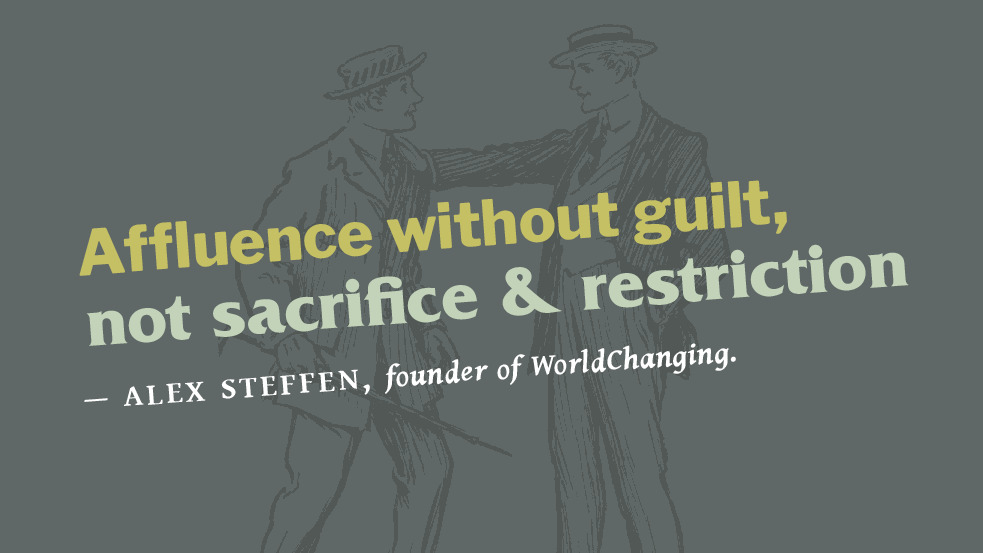 Affluence without guilt,
not sacrifice & restriction
— ALEX STEFFEN, founder of WorldChanging.